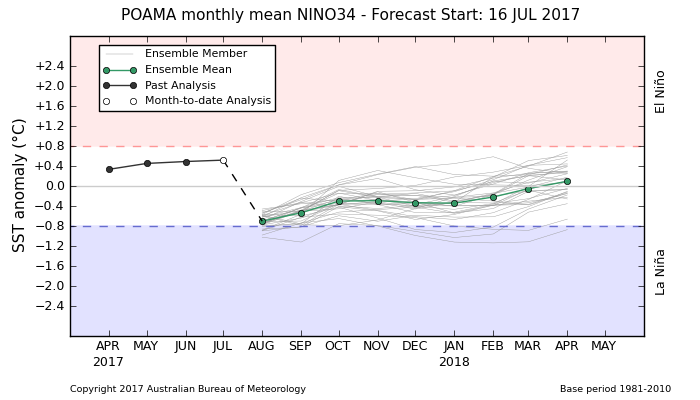 POAMA monthly mean NINO34 - Forecast Start: 16 JUL 2017
Ensemble Member
Ensemble Mean
Past Analysis
Month-to-date Analysis
SST anomaly (°C)
+2.4
+2.0
+1.6
+1.2
+0.8
+0.4
0.0
−0.4
−0.8
−1.2
−1.6
−2.0
−2.4
El Niño
La Niña
APR MAY JUN JUL AUG SEP OCT NOV DEC JAN FEB MAR APR MAY
2017 2018
Copyright 2017 Australian Bureau of Meteorology Base period 1981-2010